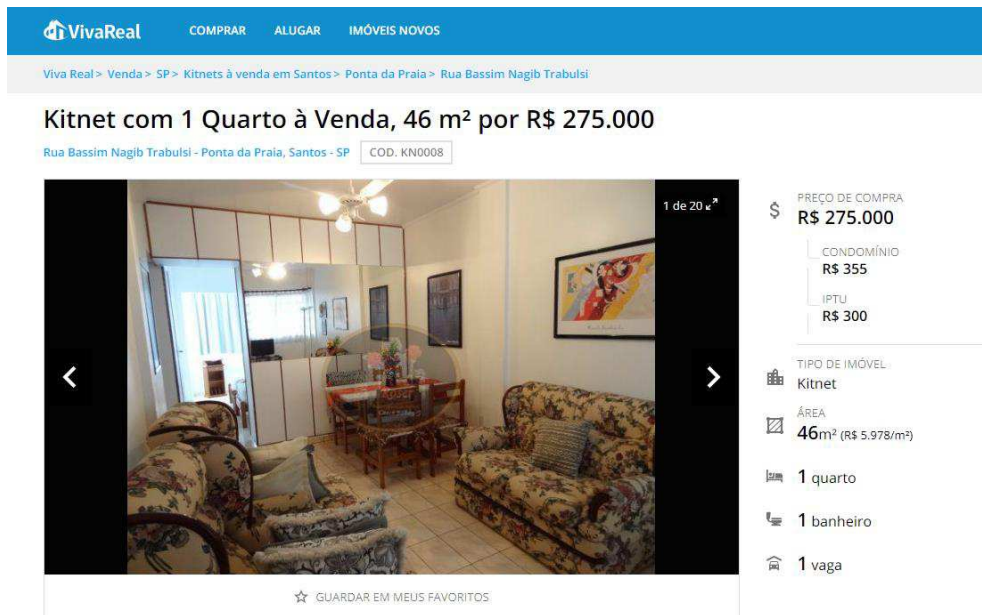 VivaReal
COMPRAR ALUGAR IMÓVEIS NOVOS
Viva Real > Venda > SP > Kitnets à venda em Santos > Ponta da Praia > Rua Bassim Nagib Trabulsi
Kitnet com 1 Quarto à Venda, 46 m² por R$ 275.000
Rua Bassim Nagib Trabulsi - Ponta da Praia, Santos - SP COD. KN0008
1 de 20
PREÇO DE COMPRA
$ R$ 275.000
CONDOMÍNIO
R$ 355
IPTU
R$ 300
TIPO DE IMÓVEL
Kitnet
ÁREA
46m² (R$ 5.978/m²)
1 quarto
1 banheiro
1 vaga
GUARDAR EM MEUS FAVORITOS